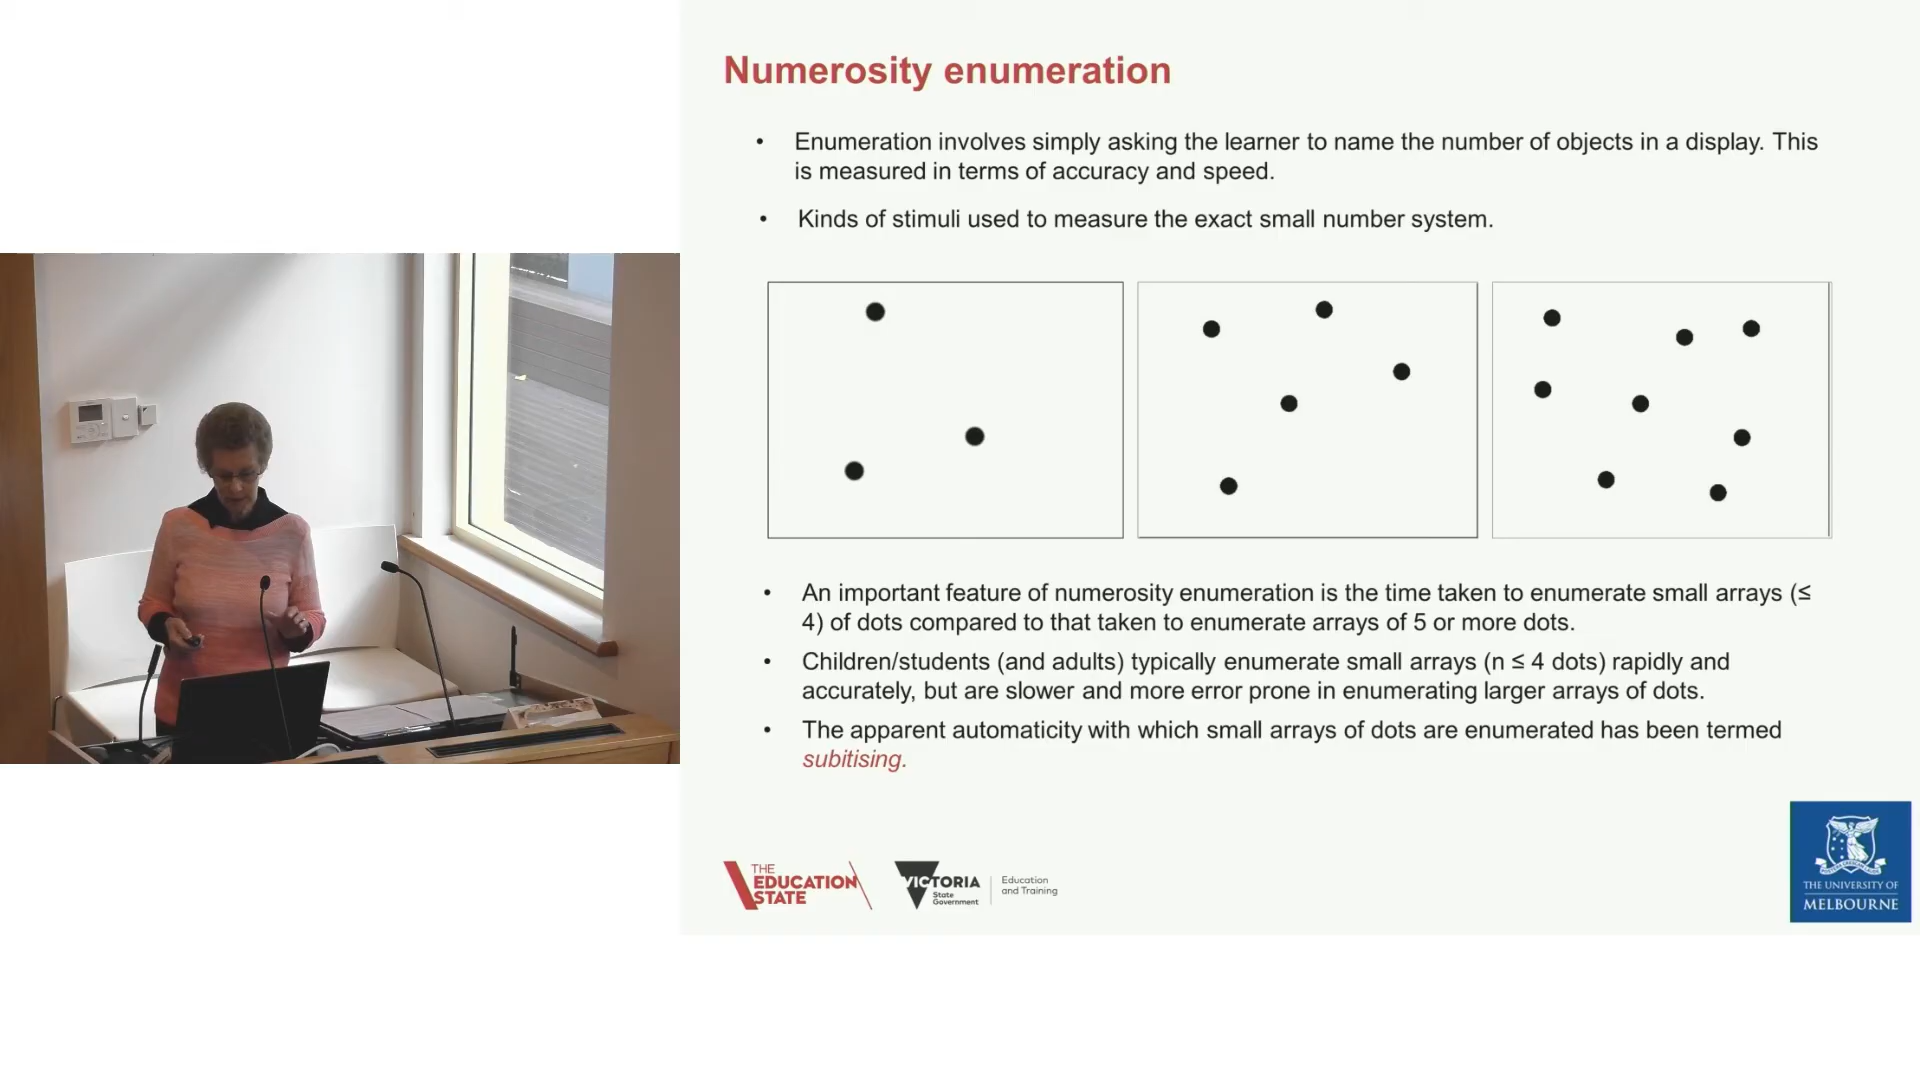 Numerosity enumeration
• Enumeration involves simply asking the learner to name the number of objects in a display. This
is measured in terms of accuracy and speed.
• Kinds of stimuli used to measure the exact small number system.
• An important feature of numerosity enumeration is the time taken to enumerate small arrays (≤
4) of dots compared to that taken to enumerate arrays of 5 or more dots.
• Children/students (and adults) typically enumerate small arrays (n ≤ 4 dots) rapidly and
accurately, but are slower and more error prone in enumerating larger arrays of dots.
• The apparent automaticity with which small arrays of dots are enumerated has been termed
subitising.
THE
EDUCATION
STATE
VICTORIA
State
Government
Education
and Training
THE UNIVERSITY OF
MELBOURNE